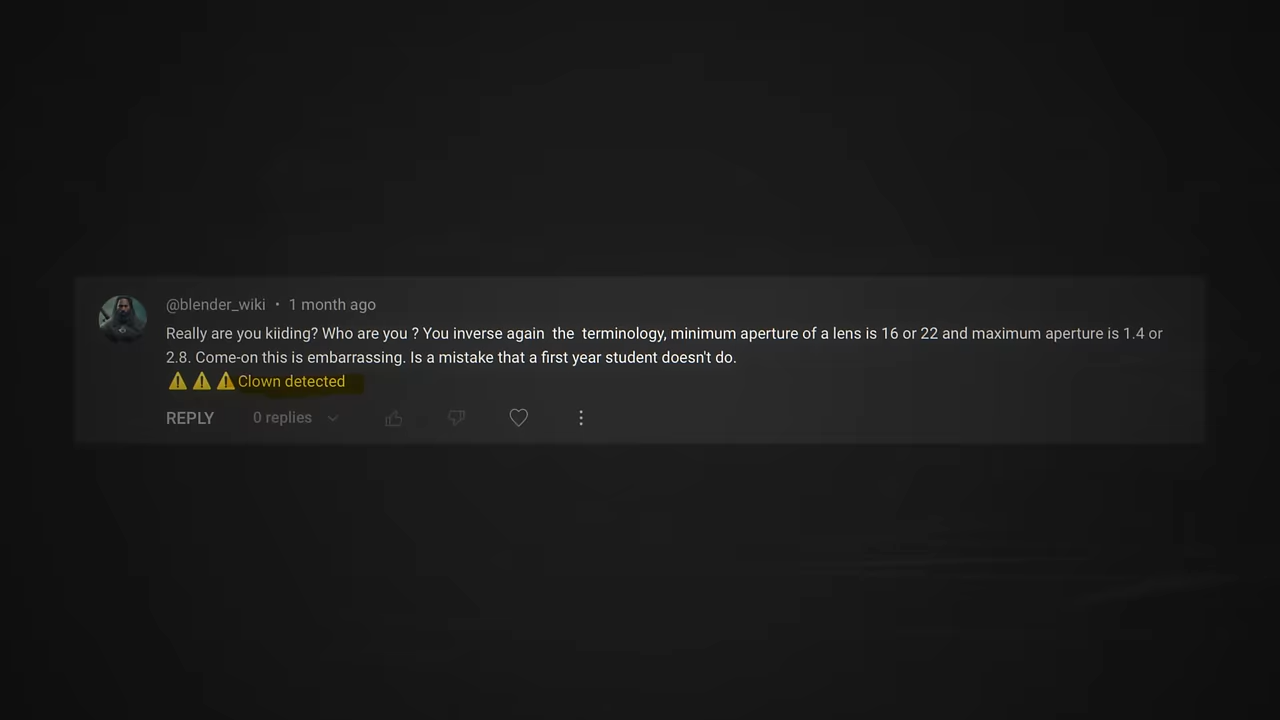 @blender_wiki • 1 month ago
Really are you kiiding? Who are you ? You inverse again  the  terminology, minimum aperture of a lens is 16 or 22 and maximum aperture is 1.4 or
2.8. Come-on this is embarrassing. Is a mistake that a first year student doesn't do.
⚠️ ⚠️ ⚠️Clown detected
REPLY 0 replies